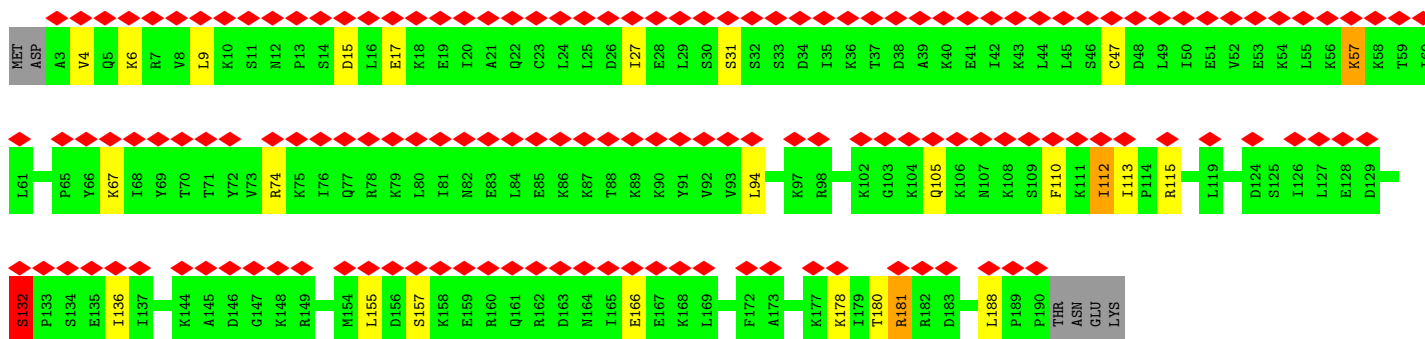 MET ASP A3 V4 Q5 K6 R7 V8 L9 K10 S11 N12 P13 S14 D15 L16 E17 K18 E19 I20 A21 Q22 C23 L24 L25 D26 I27 E28 L29 S30 S31 S32 S33 D34 I35 K36 T37 D38 A39 K40 E41 I42 K43 L44 L45 S46 C47 D48 L49 I50 E51 V52 E53 K54 L55 K56 K57 K58 T59
L61 P65 Y66 K67 I68 Y69 T70 T71 Y72 V73 R74 K75 I76 Q77 R78 K79 L80 I81 N82 E83 L84 E85 K86 K87 T88 K89 K90 Y91 V92 V93 L94 K97 R98 K102 G103 K104 Q105 K106 N107 K108 S109 F110 K111 I112 I113 P114 R115 L119 D124 S125 I126 L127 E128 D129
S132 P133 S134 E135 I136 I137 K144 A145 D146 G147 K148 R149 M154 L155 D156 S157 K158 E159 R160 Q161 R162 D163 N164 I165 E166 E167 K168 L169 F172 A173 K177 K178 I179 T180 R181 R182 D183 L188 P189 P190 THR ASN GLU LYS